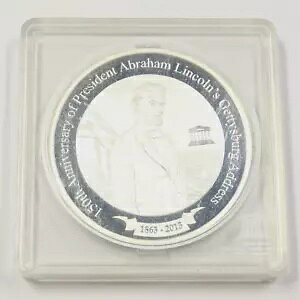 150th Anniversary of President Abraham Lincoln's Gettysburg Address
1863 - 2013